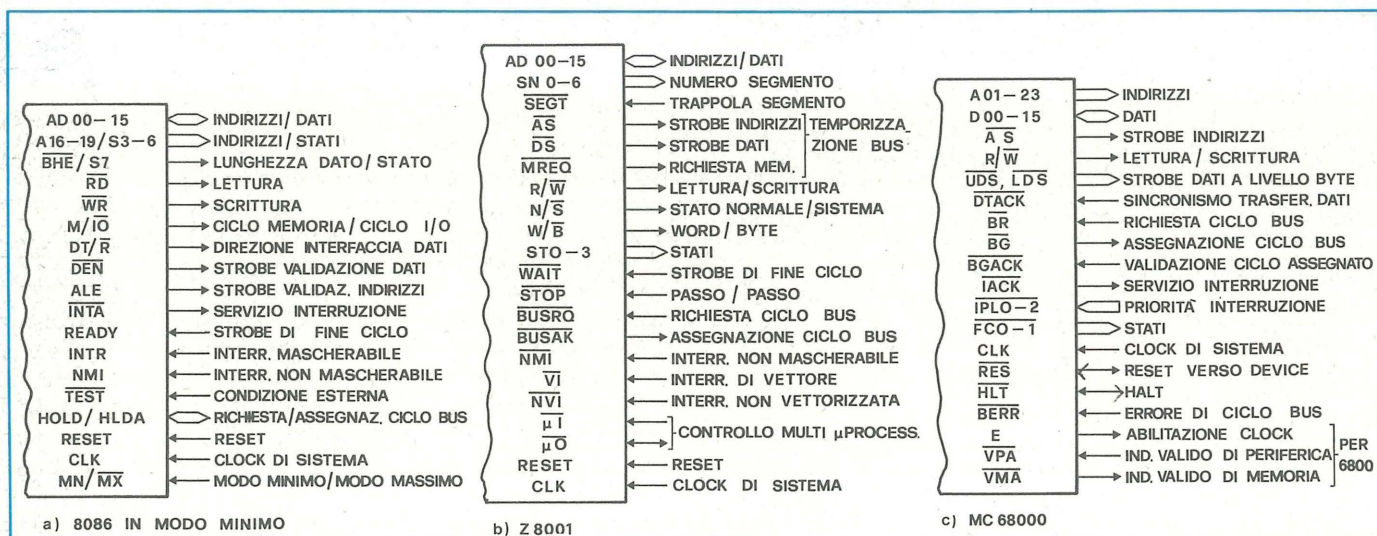 AD 00-15 INDIRIZZI/DATI
A16-19/S3-6 INDIRIZZI/STATI
BHE/S7 LUNGHEZZA DATO/STATO
RD LETTURA
WR SCRITTURA
M/IO CICLO MEMORIA/CICLO I/O
DT/R DIREZIONE INTERFACCIA DATI
DEN STROBE VALIDAZIONE DATI
ALE STROBE VALIDAZ. INDIRIZZI
INTA SERVIZIO INTERRUZIONE
READY STROBE DI FINE CICLO
INTR INTERR. MASCHERABILE
NMI INTERR. NON MASCHERABILE
TEST CONDIZIONE ESTERNA
HOLD/HLDA RICHIESTA/ASSEGNAZ. CICLO BUS
RESET RESET
CLK CLOCK DI SISTEMA
MN/MX MODO MINIMO/MODO MASSIMO
a) 8086 IN MODO MINIMO
AD 00-15 INDIRIZZI/DATI
SN 0-6 NUMERO SEGMENTO
SEGT TRAPPOLA SEGMENTO
AS STROBE INDIRIZZI TEMPORIZZA_
DS STROBE DATI ZIONE BUS
MREQ RICHIESTA MEM.
R/W LETTURA/SCRITTURA
N/S STATO NORMALE/SISTEMA
W/B WORD/BYTE
STO-3 STATI
WAIT STROBE DI FINE CICLO
STOP PASSO/PASSO
BUSRQ RICHIESTA CICLO BUS
BUSAK ASSEGNAZIONE CICLO BUS
NMI INTERR. NON MASCHERABILE
VI INTERR. DI VETTORE
NVI INTERR. NON VETTORIZZATA
μI
CONTROLLO MULTI μPROCESS.
μO
RESET RESET
CLK CLOCK DI SISTEMA
b) Z 8001
A01-23 INDIRIZZI
D00-15 DATI
AS STROBE INDIRIZZI
R/W LETTURA/SCRITTURA
UDS, LDS STROBE DATI A LIVELLO BYTE
DTACK SINCRONISMO TRASFER. DATI
BR RICHIESTA CICLO BUS
BG ASSEGNAZIONE CICLO BUS
BGACK VALIDAZIONE CICLO ASSEGNATO
IACK SERVIZIO INTERRUZIONE
IPLO-2 PRIORITÀ INTERRUZIONE
FCO-1 STATI
CLK CLOCK DI SISTEMA
RES RESET VERSO DEVICE
HLT HALT
BERR ERRORE DI CICLO BUS
E ABILITAZIONE CLOCK
VPA IND. VALIDO DI PERIFERICA PER
VMA IND. VALIDO DI MEMORIA 6800
c) MC 68000